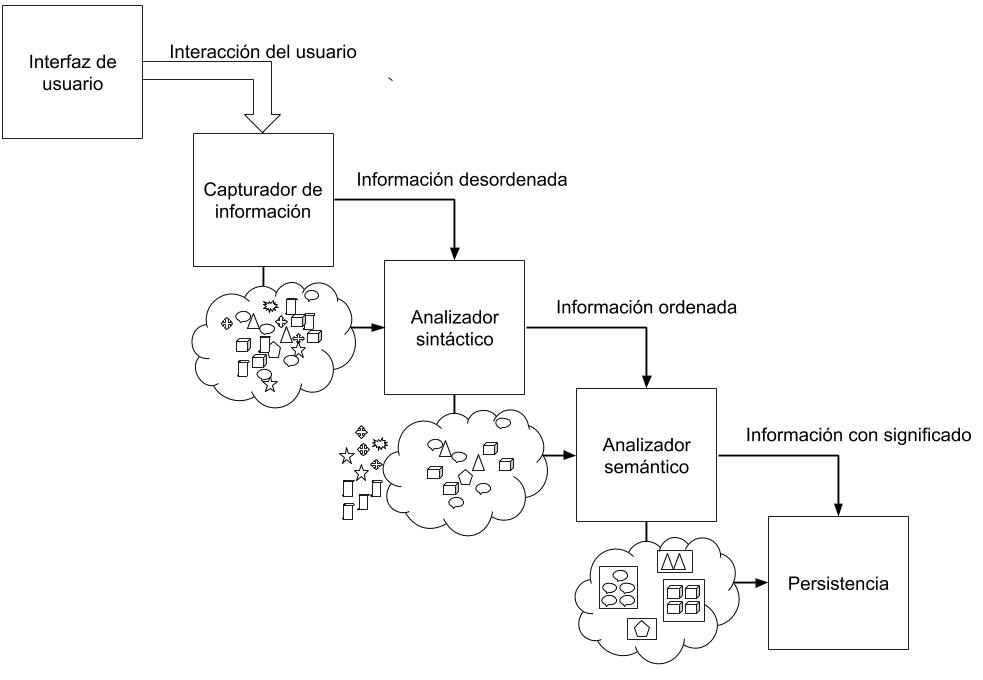 Interfaz de
usuario
Interacción del usuario
Capturador de
información
Información desordenada
Analizador
sintáctico
Información ordenada
Analizador
semántico
Información con significado
Persistencia